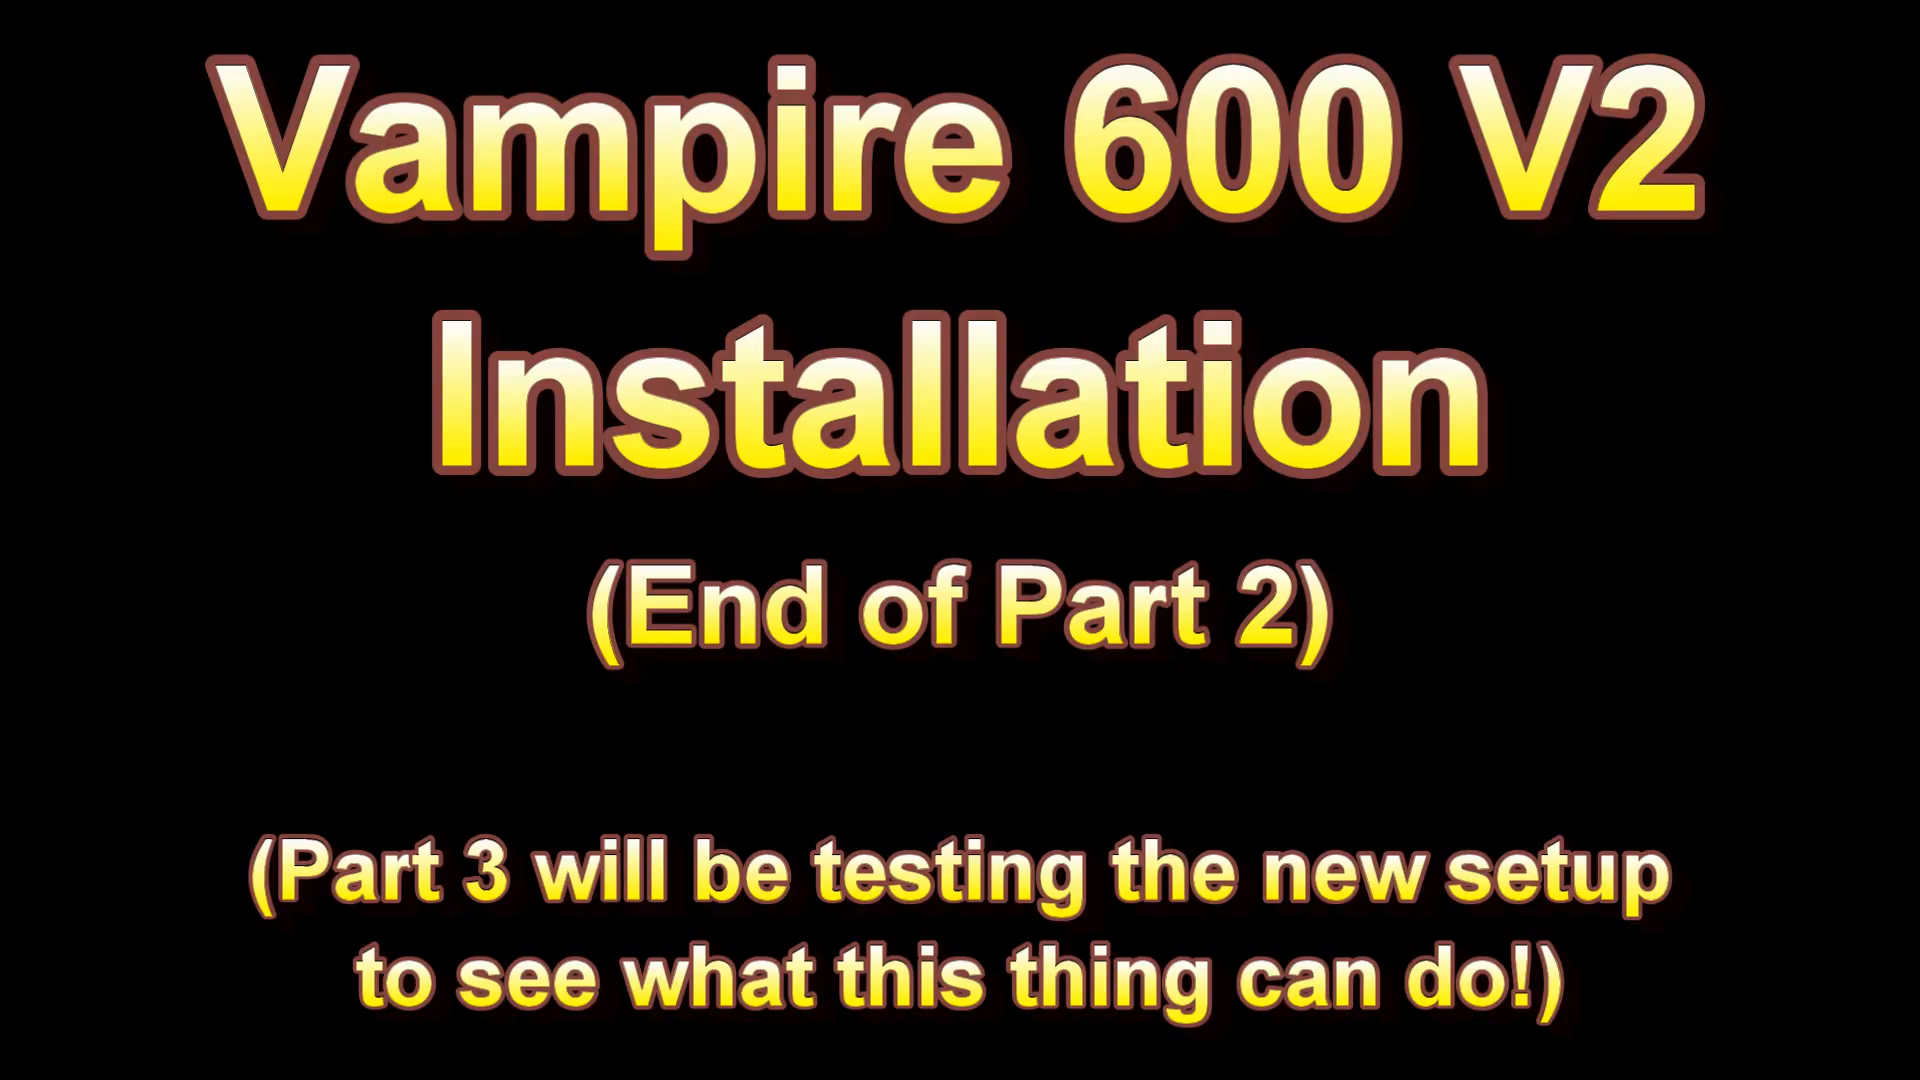 Vampire 600 V2
Installation
(End of Part 2)
(Part 3 will be testing the new setup
to see what this thing can do!)